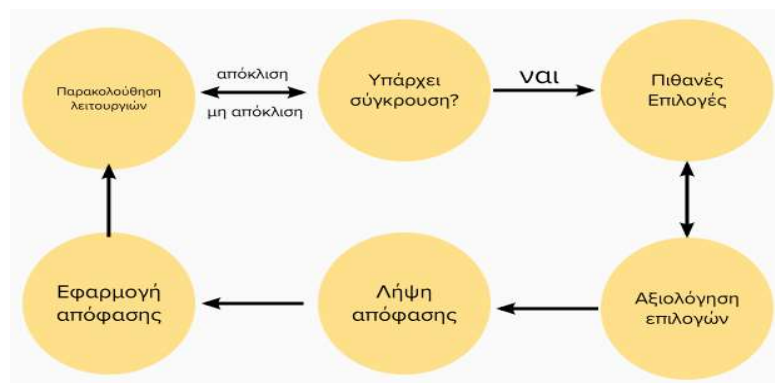 Παρακολούθηση
λειτουργιών
απόκλιση
μη απόκλιση
Υπάρχει
σύγκρουση?
ναι
Πιθανές
Επιλογές
Εφαρμογή
απόφασης
Λήψη
απόφασης
Αξιολόγηση
επιλογών